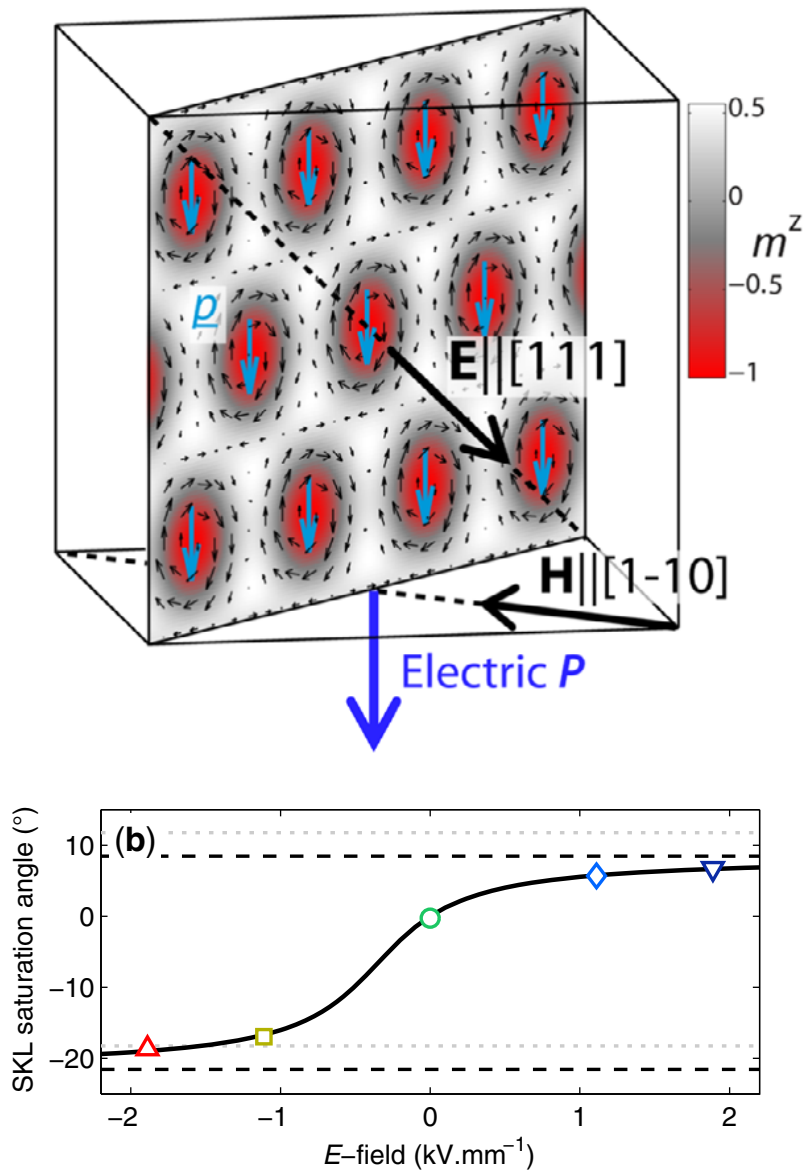 0.5
0
m^z
−0.5
−1
p
E||[111]
H||[1-10]
Electric P
(b)
SKL saturation angle (°)
10
0
−10
−20
−2 −1 0 1 2
E−field (kV.mm⁻¹)